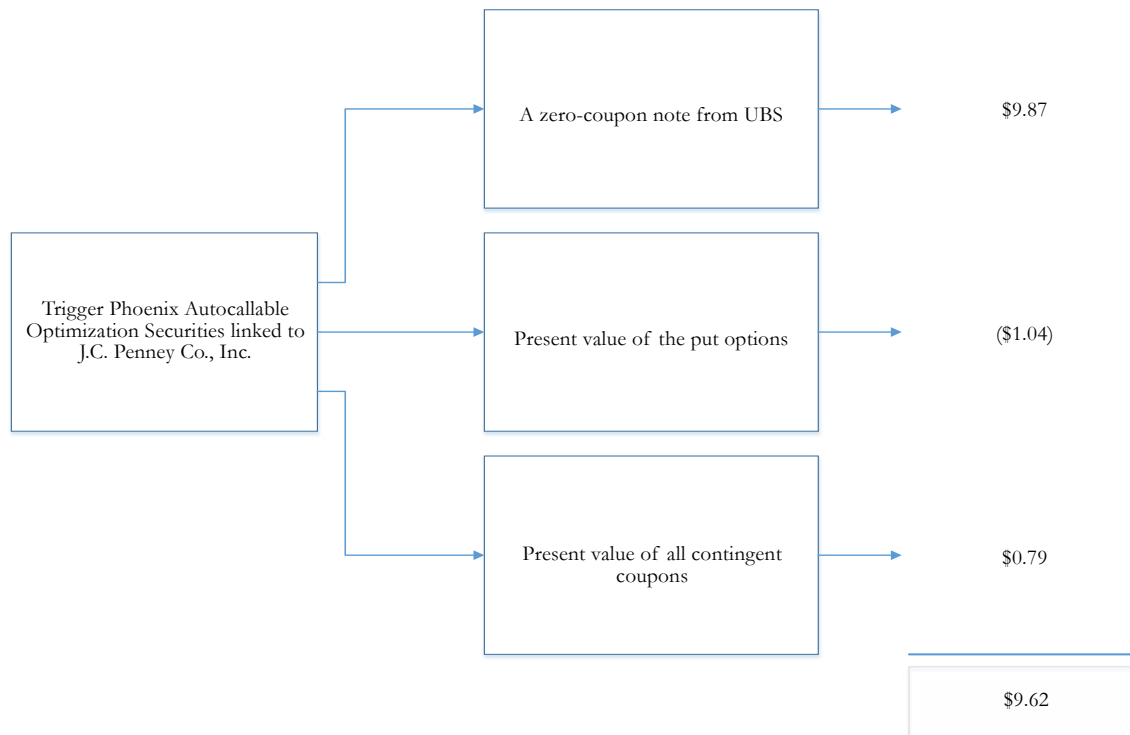 A zero-coupon note from UBS
$9.87
Trigger Phoenix Autocallable
Optimization Securities linked to
J.C. Penney Co., Inc.
Present value of the put options
($1.04)
Present value of all contingent
coupons
$0.79
$9.62